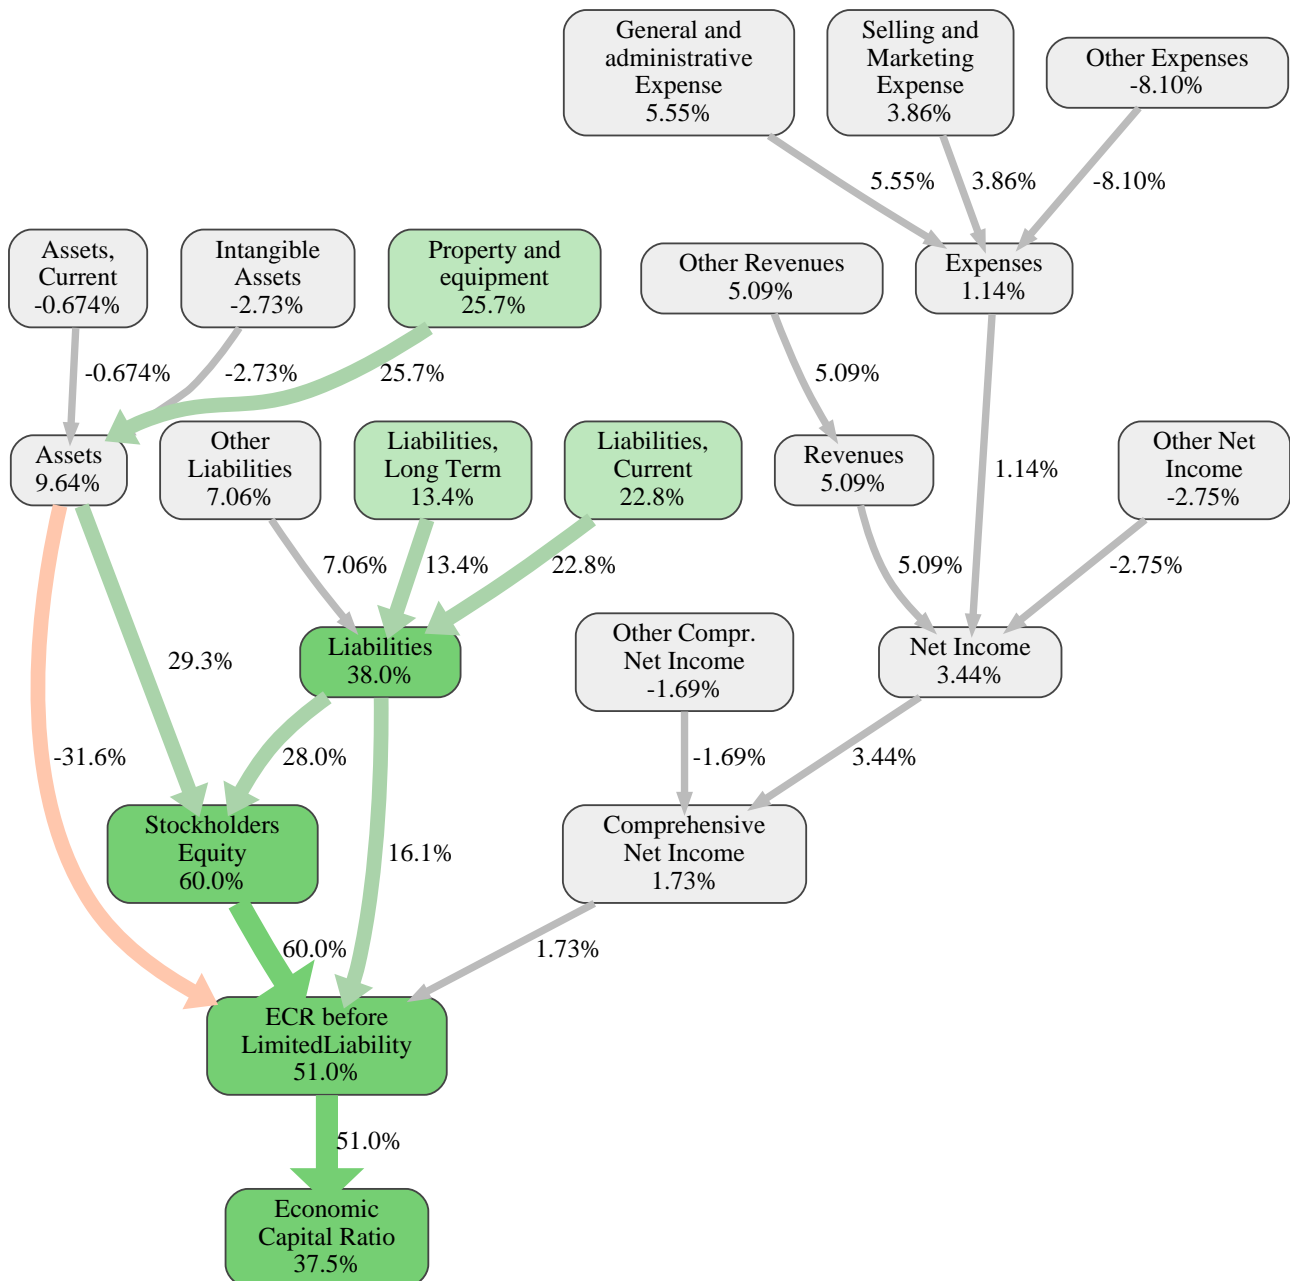 General and
administrative
Expense
5.55%
Selling and
Marketing
Expense
3.86%
Other Expenses
-8.10%
5.55%
3.86%
-8.10%
Assets,
Current
-0.674%
Intangible
Assets
-2.73%
Property and
equipment
25.7%
Other Revenues
5.09%
Expenses
1.14%
-0.674%
-2.73%
25.7%
5.09%
Assets
9.64%
Other
Liabilities
7.06%
Liabilities,
Long Term
13.4%
Liabilities,
Current
22.8%
Revenues
5.09%
1.14%
Other Net
Income
-2.75%
7.06%
13.4%
22.8%
5.09%
-2.75%
29.3%
Liabilities
38.0%
Other Compr.
Net Income
-1.69%
Net Income
3.44%
-31.6%
28.0%
-1.69%
3.44%
Stockholders
Equity
60.0%
16.1%
Comprehensive
Net Income
1.73%
60.0%
1.73%
ECR before
LimitedLiability
51.0%
51.0%
Economic
Capital Ratio
37.5%